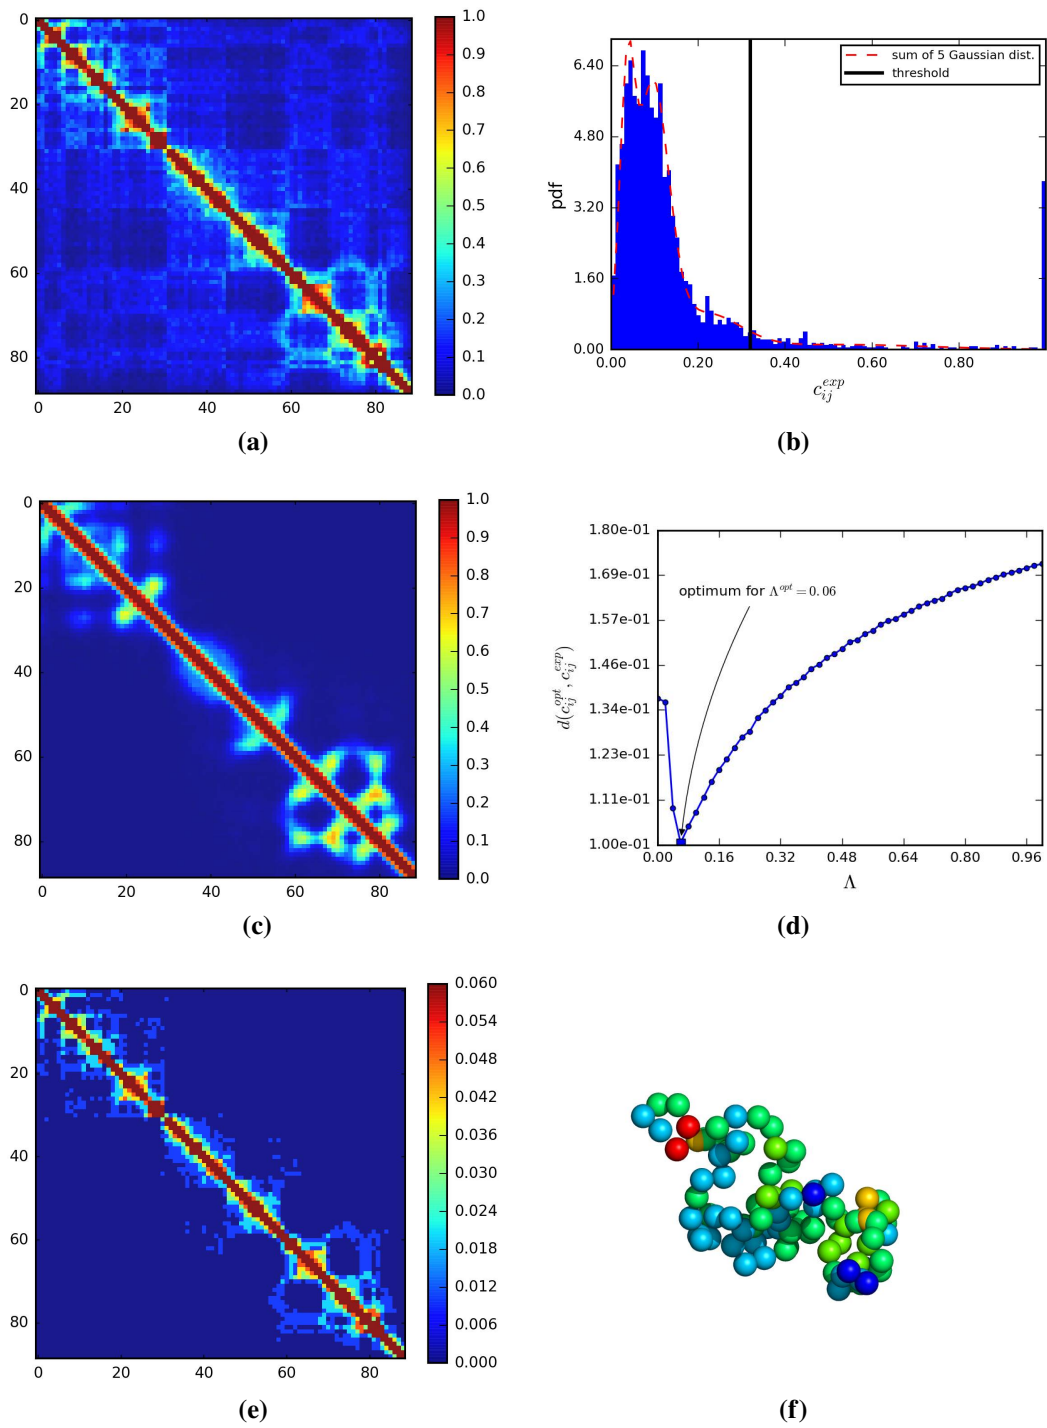 0
20
40
60
80
0 20 40 60 80
1.0
0.9
0.8
0.7
0.6
0.5
0.4
0.3
0.2
0.1
0.0
(a)
6.40
4.80
3.20
1.60
0.00
pdf
0.00 0.20 0.40 0.60 0.80
c_{ij}^{exp}
sum of 5 Gaussian dist.
threshold
(b)
0
20
40
60
80
0 20 40 60 80
1.0
0.9
0.8
0.7
0.6
0.5
0.4
0.3
0.2
0.1
0.0
(c)
1.80e-01
1.69e-01
1.57e-01
1.46e-01
1.34e-01
1.23e-01
1.11e-01
1.00e-01
d(c_{ij}^{opt}, c_{ij}^{exp})
optimum for Λ^{opt} = 0.06
0.00 0.16 0.32 0.48 0.64 0.80 0.96
Λ
(d)
0
20
40
60
80
0 20 40 60 80
0.060
0.054
0.048
0.042
0.036
0.030
0.024
0.018
0.012
0.006
0.000
(e)
(f)